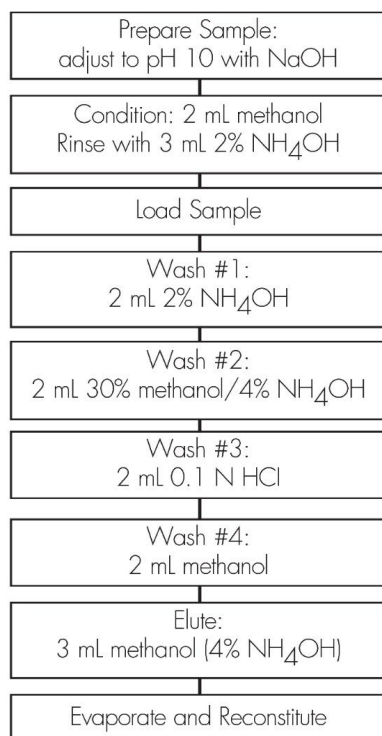 Prepare Sample:
adjust to pH 10 with NaOH
Condition: 2 mL methanol
Rinse with 3 mL 2% NH₄OH
Load Sample
Wash #1:
2 mL 2% NH₄OH
Wash #2:
2 mL 30% methanol/4% NH₄OH
Wash #3:
2 mL 0.1 N HCl
Wash #4:
2 mL methanol
Elute:
3 mL methanol (4% NH₄OH)
Evaporate and Reconstitute